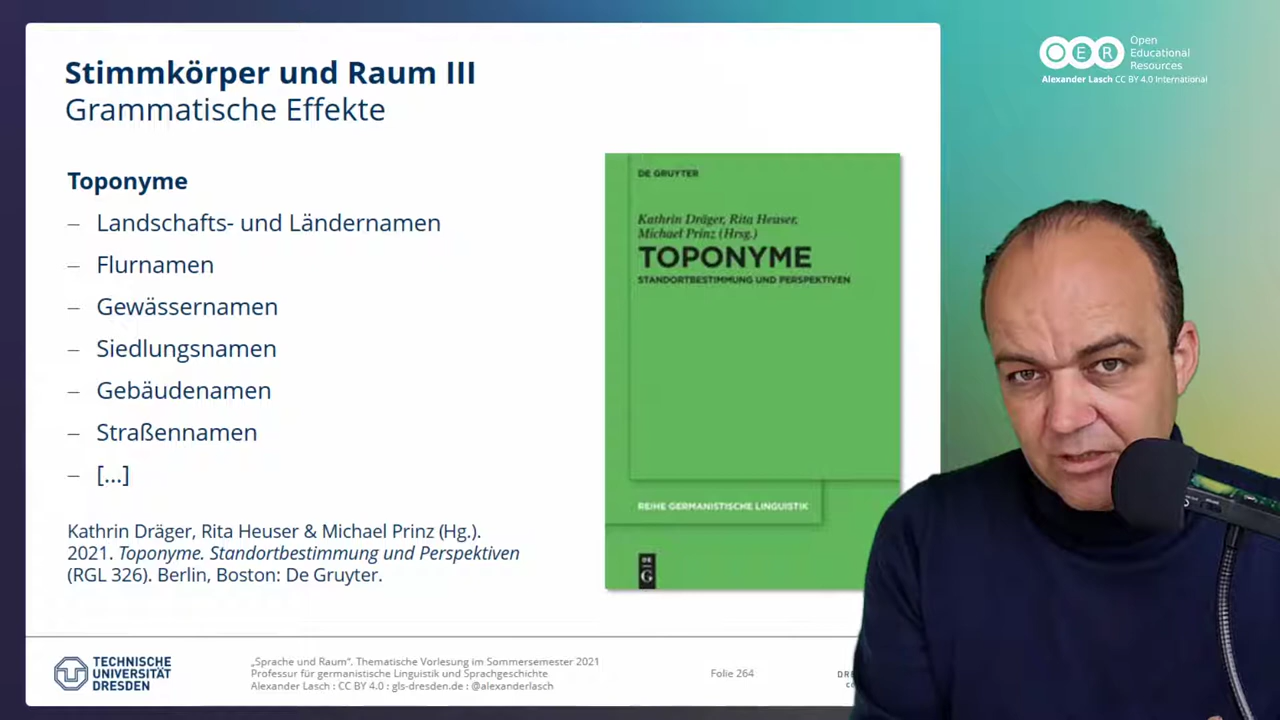 Stimmkörper und Raum III
Grammatische Effekte
Toponyme
– Landschafts- und Ländernamen
– Flurnamen
– Gewässernamen
– Siedlungsnamen
– Gebäudenamen
– Straßennamen
– [...]
Kathrin Dräger, Rita Heuser & Michael Prinz (Hg.).
2021. Toponyme. Standortbestimmung und Perspektiven
(RGL 326). Berlin, Boston: De Gruyter.
DE GRUYTER
Kathrin Dräger, Rita Heuser,
Michael Prinz (Hrsg.)
TOPONYME
STANDORTBESTIMMUNG UND PERSPEKTIVEN
REIHE GERMANISTISCHE LINGUISTIK
DE
G
OER
Open
Educational
Resources
Alexander Lasch CC BY 4.0 International
TECHNISCHE
UNIVERSITÄT
DRESDEN
„Sprache und Raum“. Thematische Vorlesung im Sommersemester 2021
Professur für germanistische Linguistik und Sprachgeschichte
Alexander Lasch : CC BY 4.0 : gls-dresden.de : @alexanderlasch
Folie 264